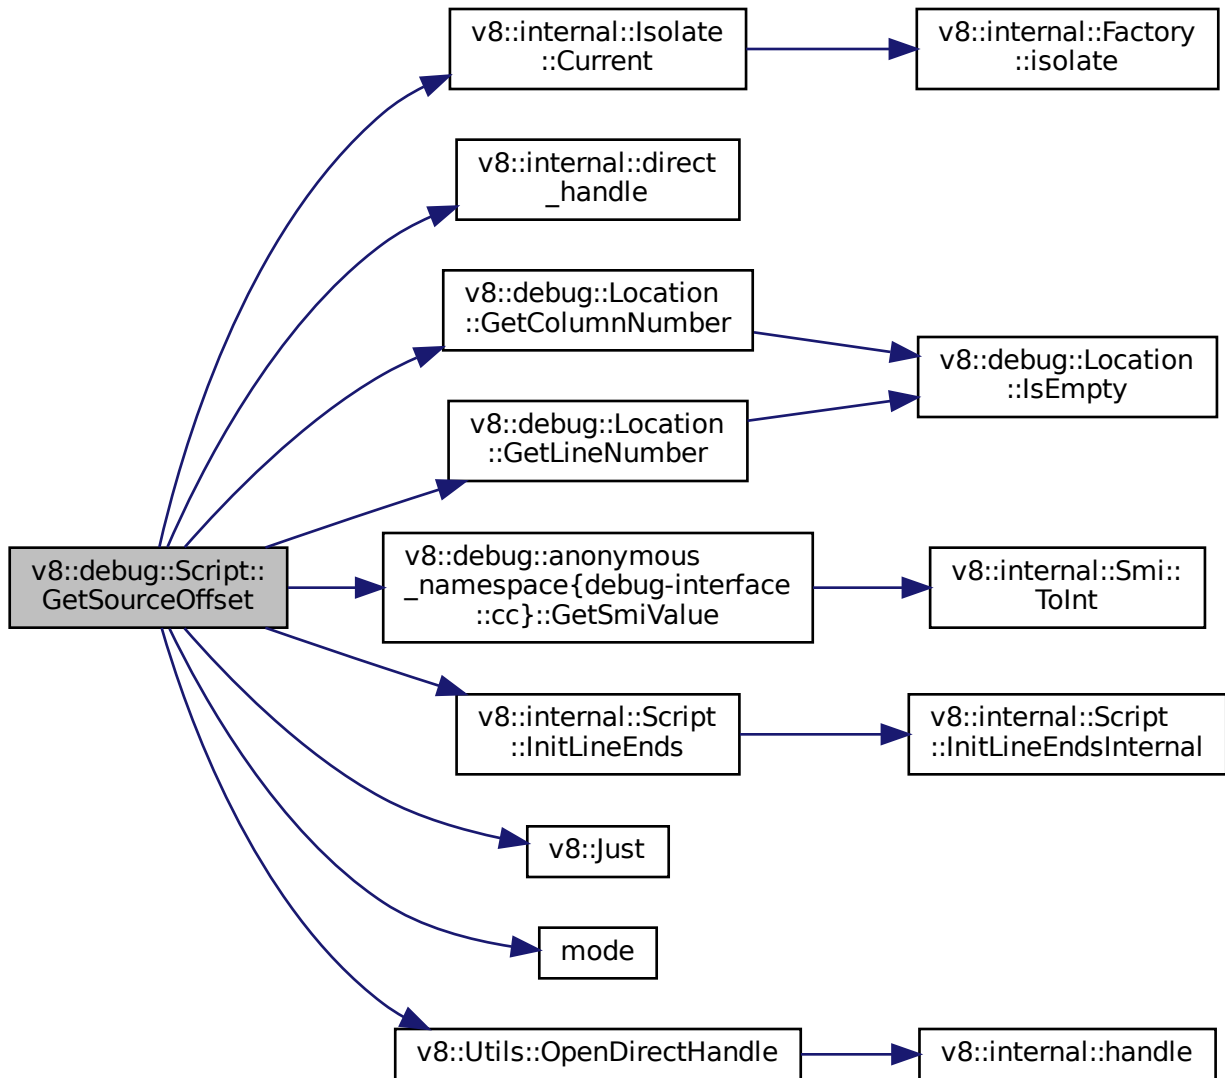 v8::internal::Isolate
::Current
v8::internal::Factory
::isolate
v8::internal::direct
_handle
v8::debug::Location
::GetColumnNumber
v8::debug::Location
::IsEmpty
v8::debug::Location
::GetLineNumber
v8::debug::Script::
GetSourceOffset
v8::debug::anonymous
_namespace{debug-interface
::cc}::GetSmiValue
v8::internal::Smi::
ToInt
v8::internal::Script
::InitLineEnds
v8::internal::Script
::InitLineEndsInternal
v8::Just
mode
v8::Utils::OpenDirectHandle
v8::internal::handle